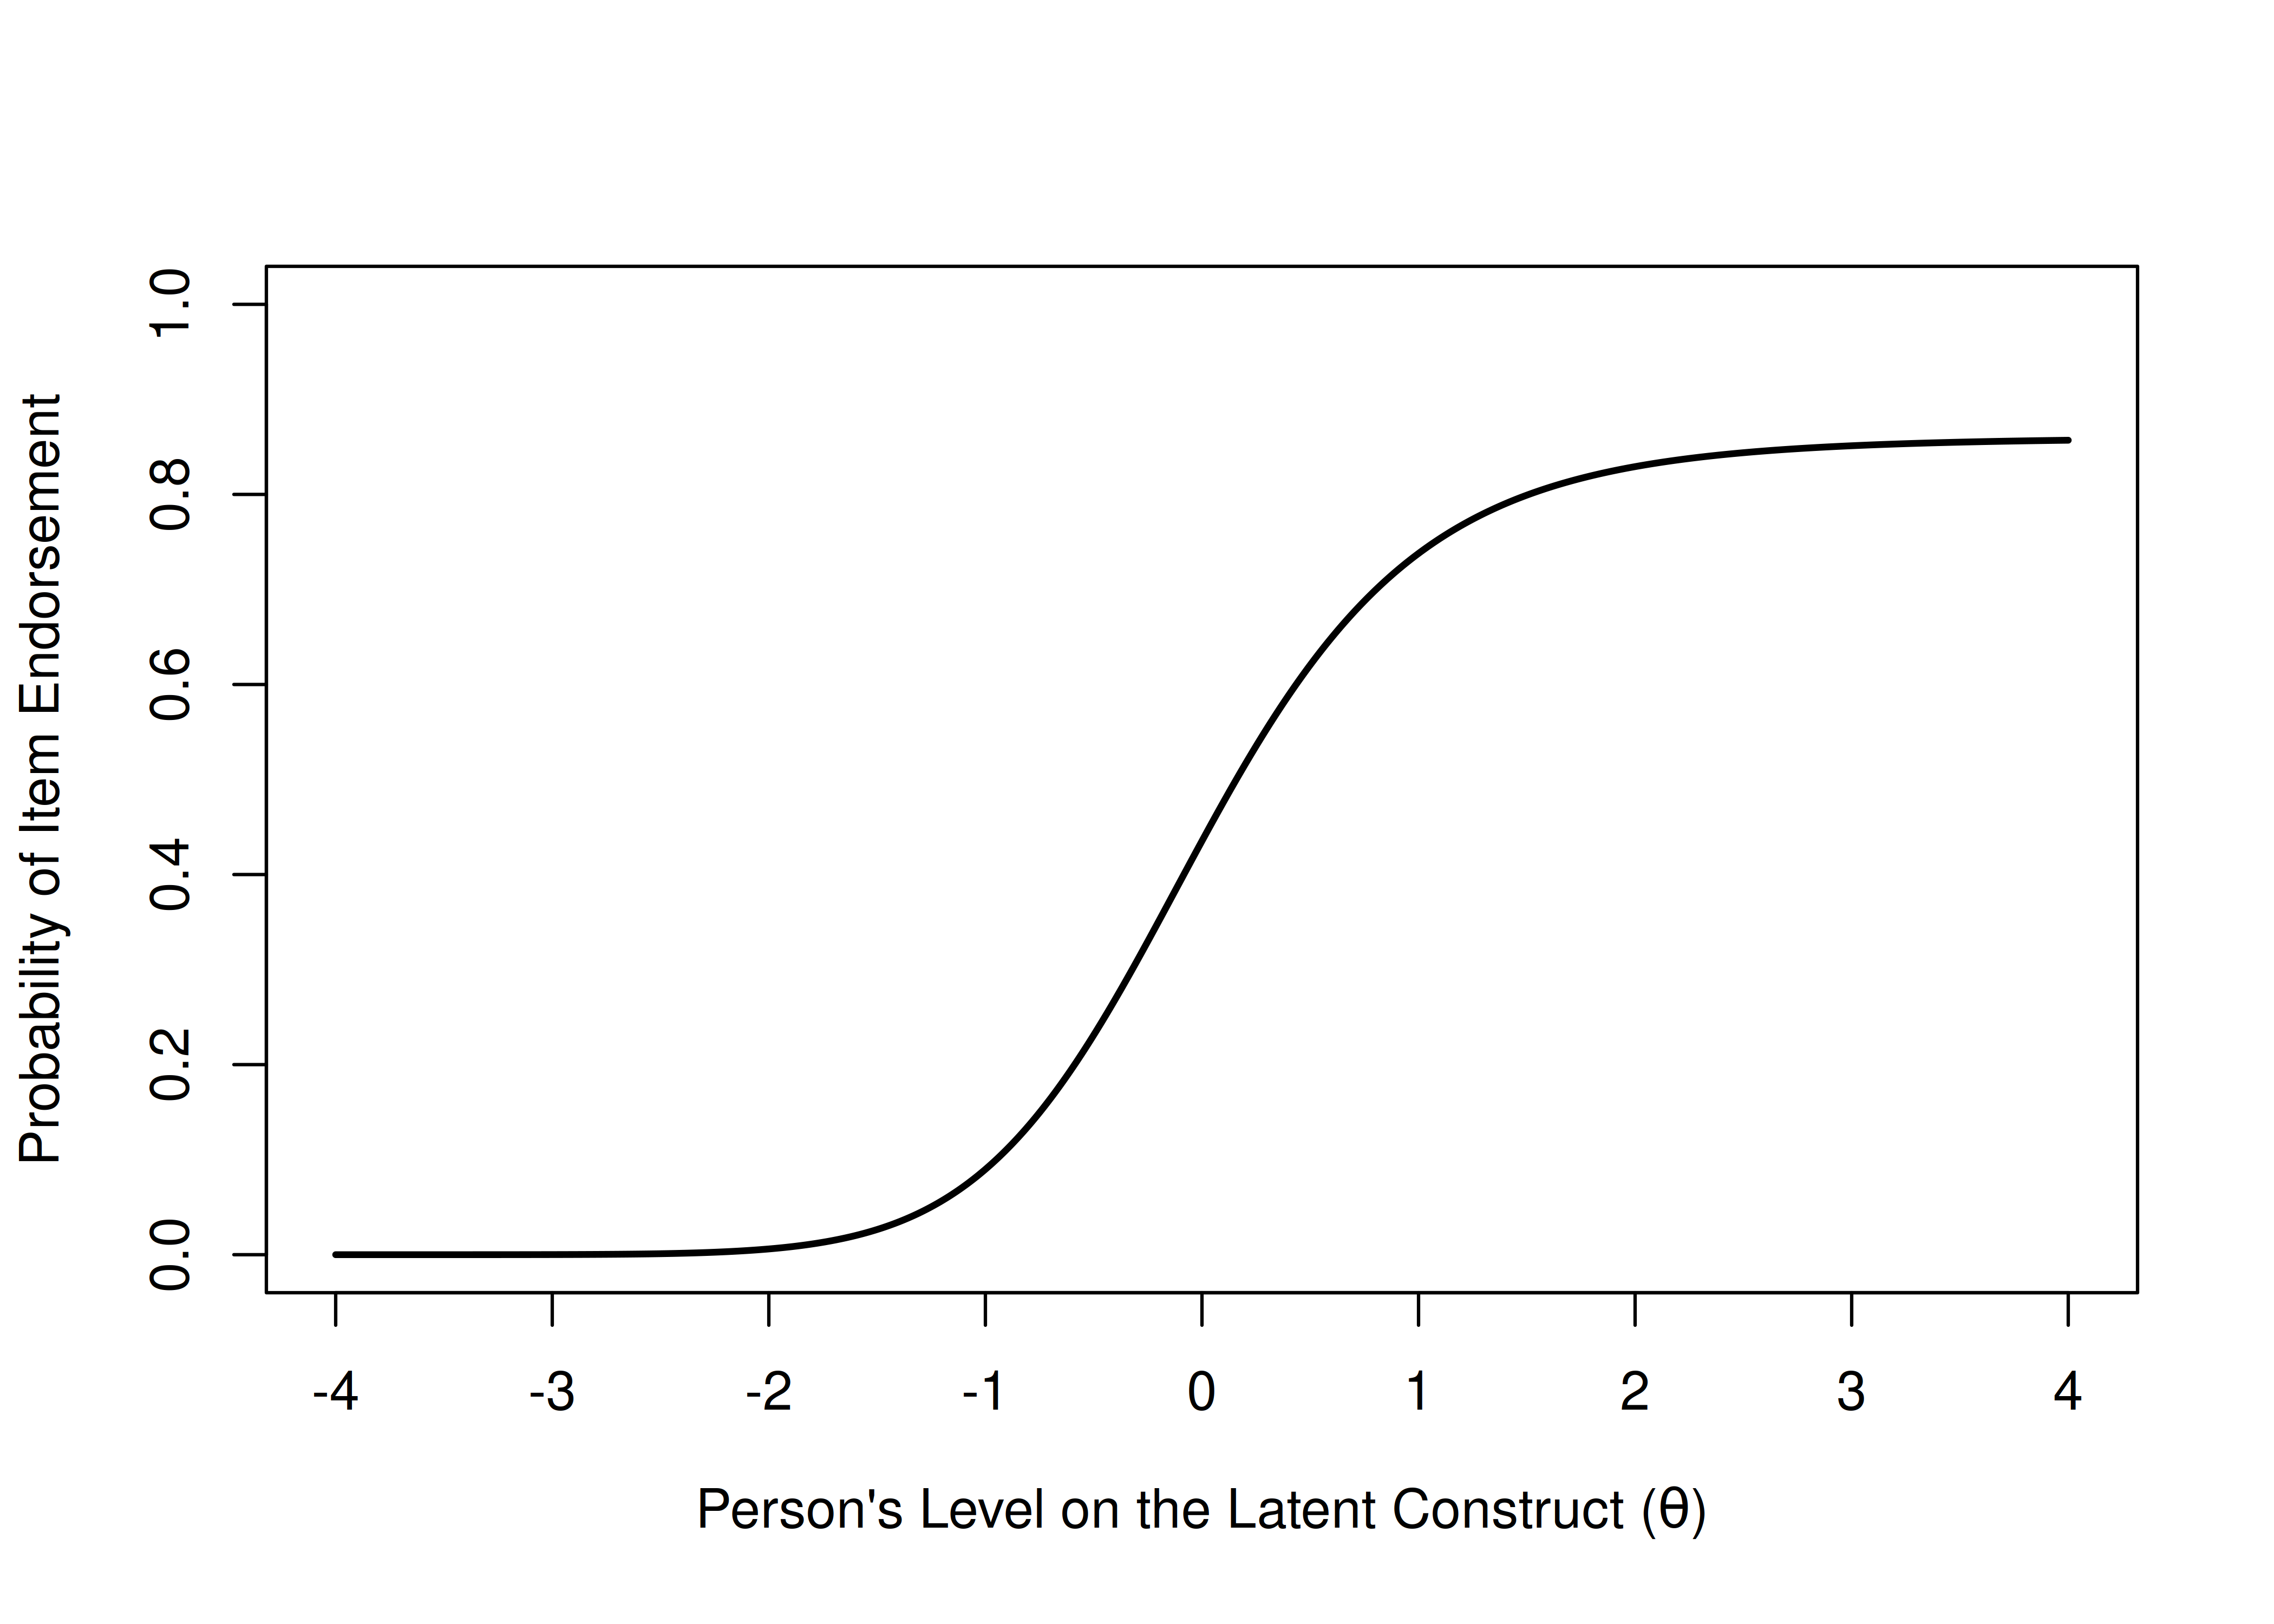 Probability of Item Endorsement
1.0
0.8
0.6
0.4
0.2
0.0
-4 -3 -2 -1 0 1 2 3 4
Person's Level on the Latent Construct (θ)